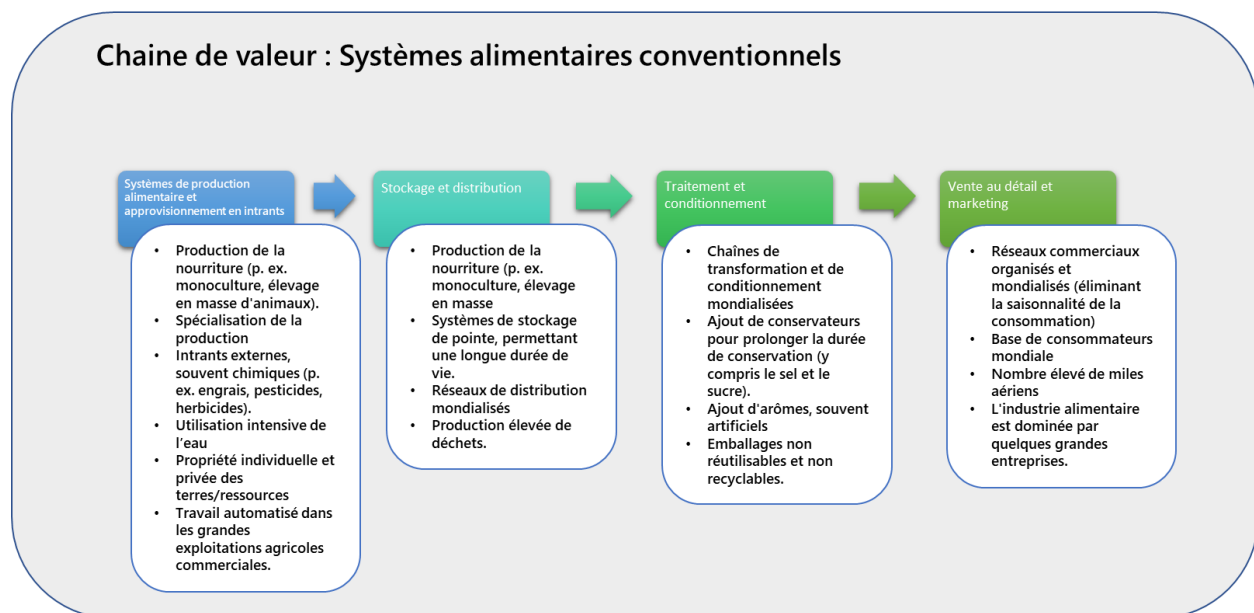 Chaine de valeur : Systèmes alimentaires conventionnels
Systèmes de production
alimentaire et
approvisionnement en intrants
• Production de la
nourriture (p. ex.
monoculture, élevage
en masse d'animaux).
• Spécialisation de la
production
• Intrants externes,
souvent chimiques (p.
ex. engrais, pesticides,
herbicides).
• Utilisation intensive de
l'eau
• Propriété individuelle et
privée des
terres/ressources
• Travail automatisé dans
les grandes
exploitations agricoles
commerciales.
Stockage et distribution
• Production de la
nourriture (p. ex.
monoculture, élevage
en masse
• Systèmes de stockage
de pointe, permettant
une longue durée de
vie.
• Réseaux de distribution
mondialisés
• Production élevée de
déchets.
Traitement et
conditionnement
• Chaînes de
transformation et de
conditionnement
mondialisées
• Ajout de conservateurs
pour prolonger la durée
de conservation (y
compris le sel et le
sucre).
• Ajout d'arômes, souvent
artificiels
• Emballages non
réutilisables et non
recyclables.
Vente au détail et
marketing
• Réseaux commerciaux
organisés et
mondialisés (éliminant
la saisonnalité de la
consommation)
• Base de consommateurs
mondiale
• Nombre élevé de miles
aériens
• L'industrie alimentaire
est dominée par
quelques grandes
entreprises.